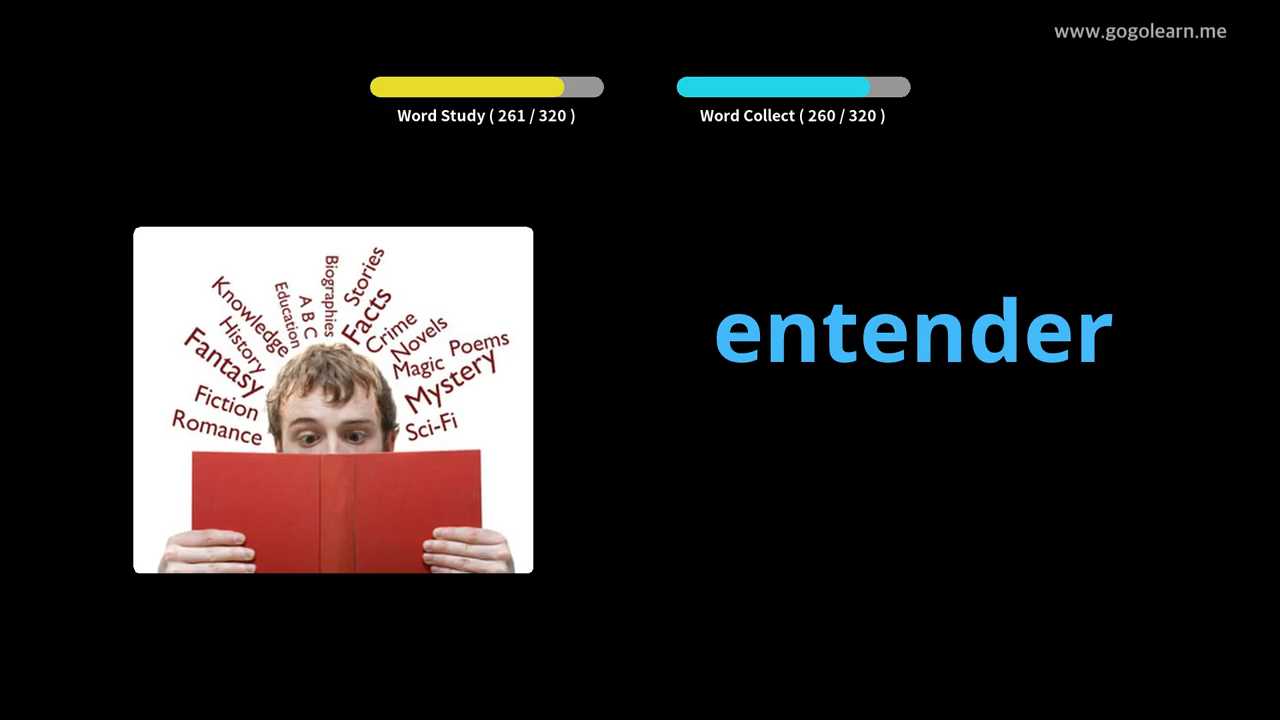 www.gogolearn.me
Word Study ( 261 / 320 )
Word Collect ( 260 / 320 )
Romance
Fiction
Fantasy
History
Knowledge
Education
A B C
Biographies
Stories
Facts
Crime
Novels
Magic
Poems
Mystery
Sci-Fi
entender